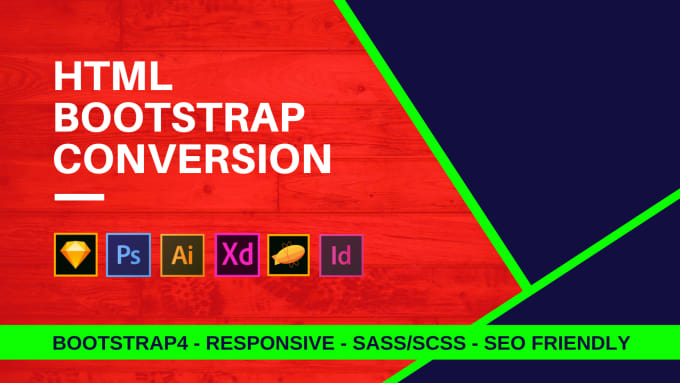 HTML
BOOTSTRAP
CONVERSION
Ps Ai Xd Id
BOOTSTRAP4 - RESPONSIVE - SASS/SCSS - SEO FRIENDLY